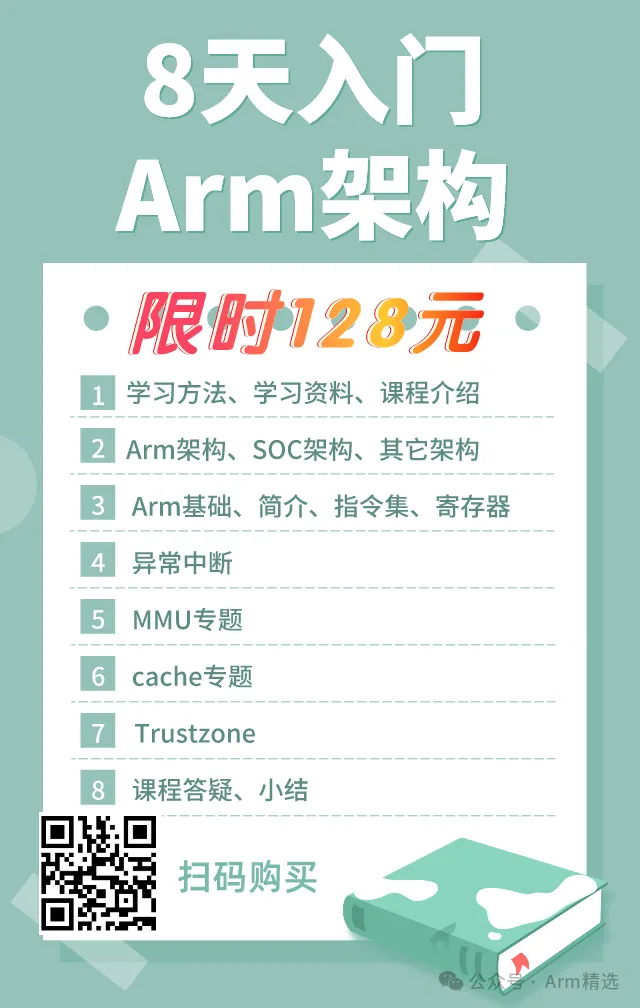 8天入门
Arm架构
限时128元
1 学习方法、学习资料、课程介绍
2 Arm架构、SOC架构、其它架构
3 Arm基础、简介、指令集、寄存器
4 异常中断
5 MMU专题
6 cache专题
7 Trustzone
8 课程答疑、小结
扫码购买
公众号 · Arm精选